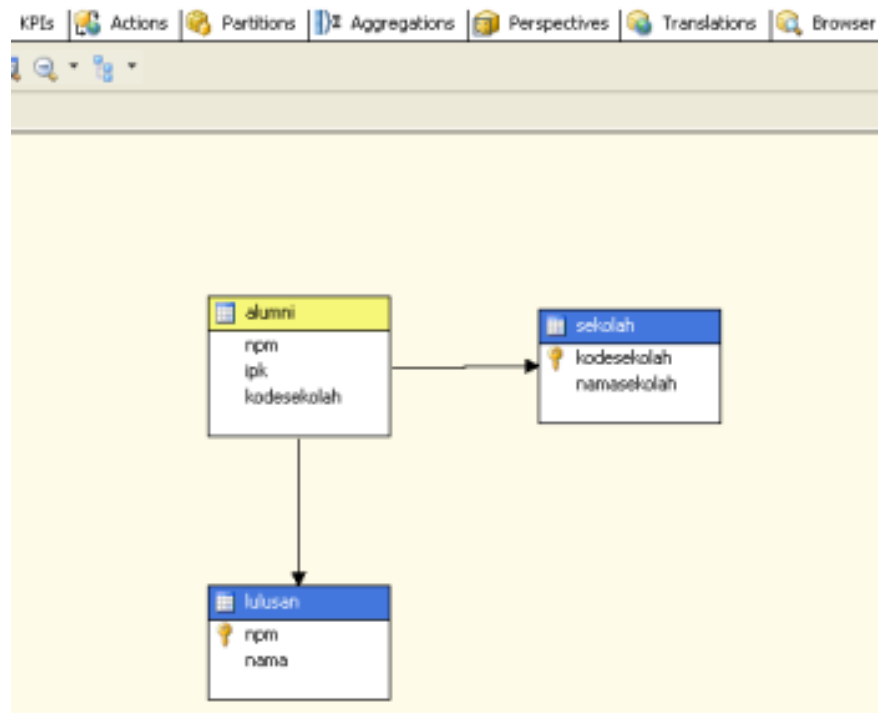 KPIs Actions Partitions Aggregations Perspectives Translations Browser
alumni
npm
ipk
kodesekolah
sekolah
kodesekolah
namasekolah
lulusan
npm
nama